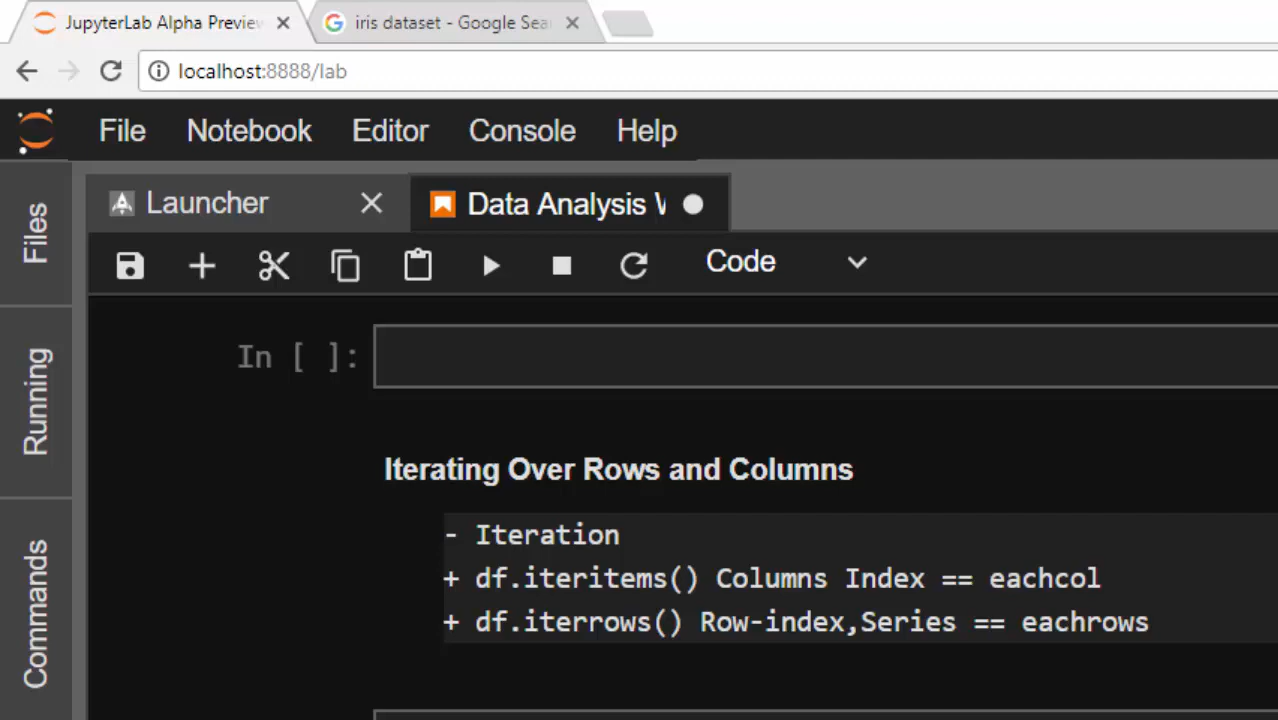 JupyterLab Alpha Preview
iris dataset - Google Sea
localhost:8888/lab
File Notebook Editor Console Help
Launcher
Data Analysis
Code
Files
Running
Commands
In [ ]:
Iterating Over Rows and Columns
- Iteration
+ df.iteritems() Columns Index == eachcol
+ df.iterrows() Row-index,Series == eachrows